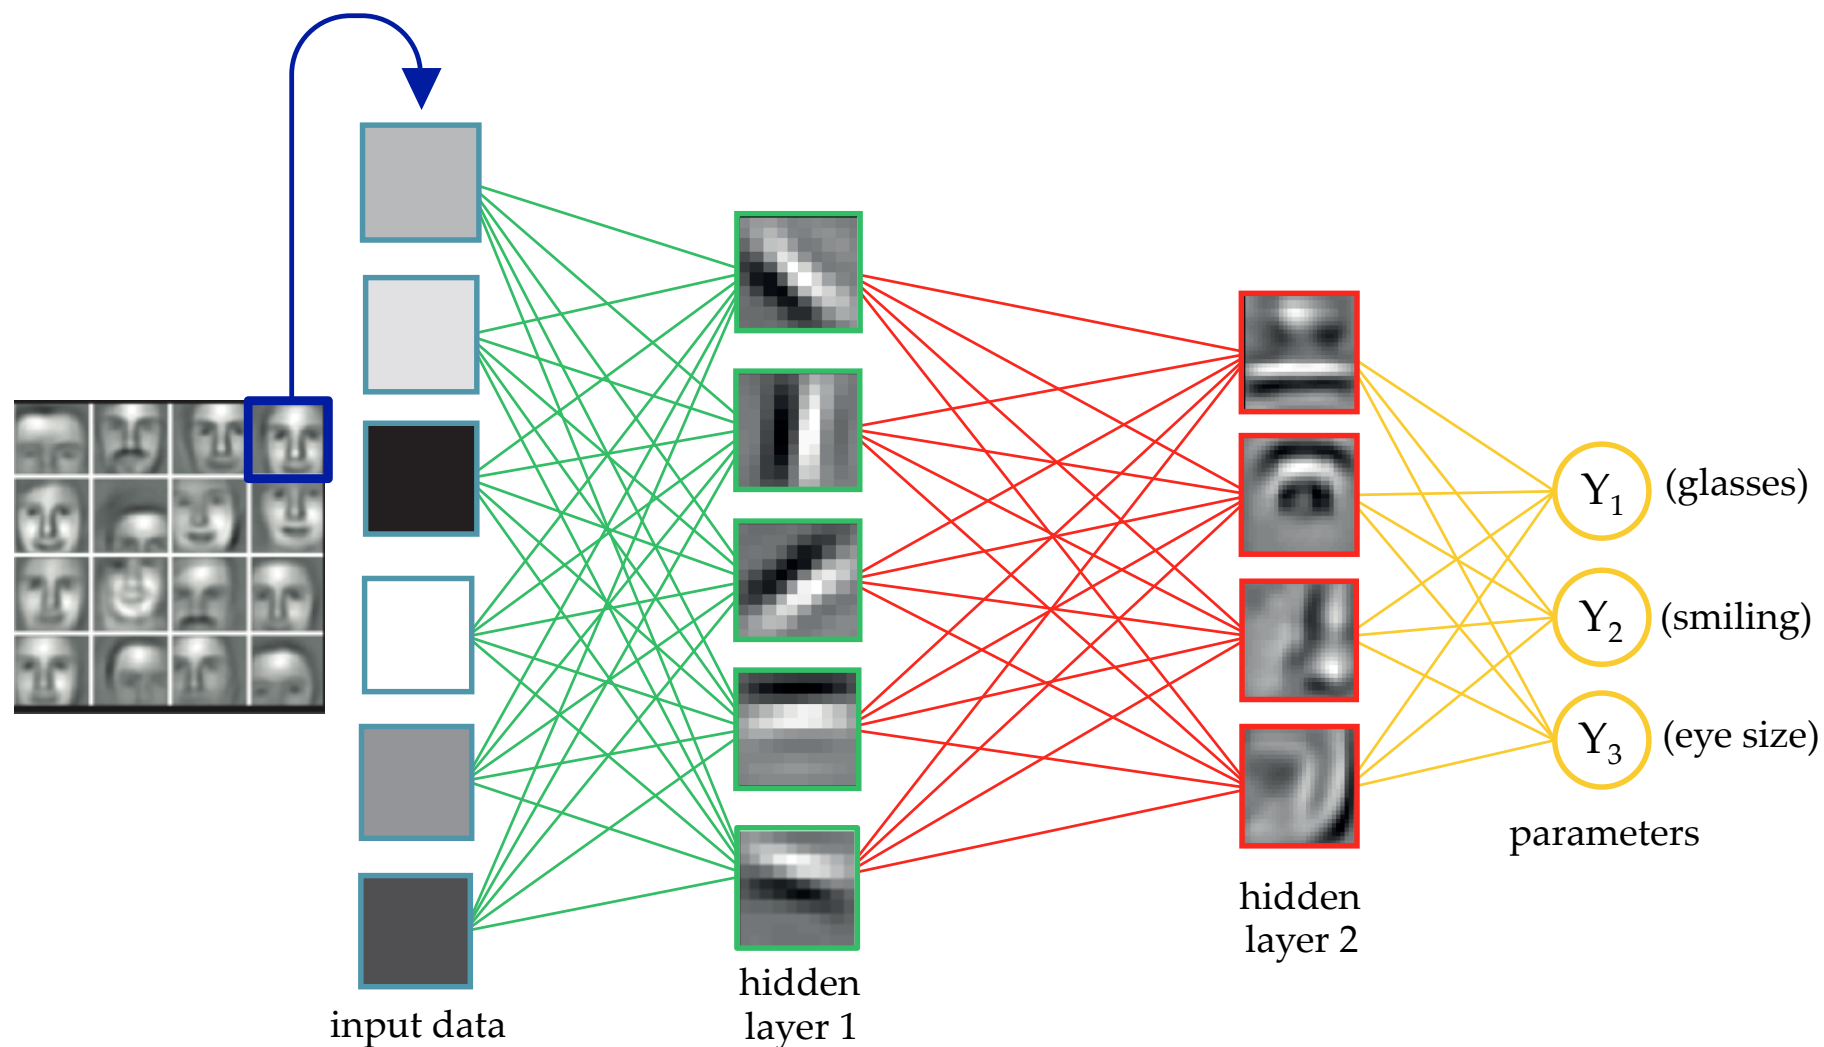 Y1 (glasses)
Y2 (smiling)
Y3 (eye size)
parameters
hidden
layer 2
hidden
layer 1
input data